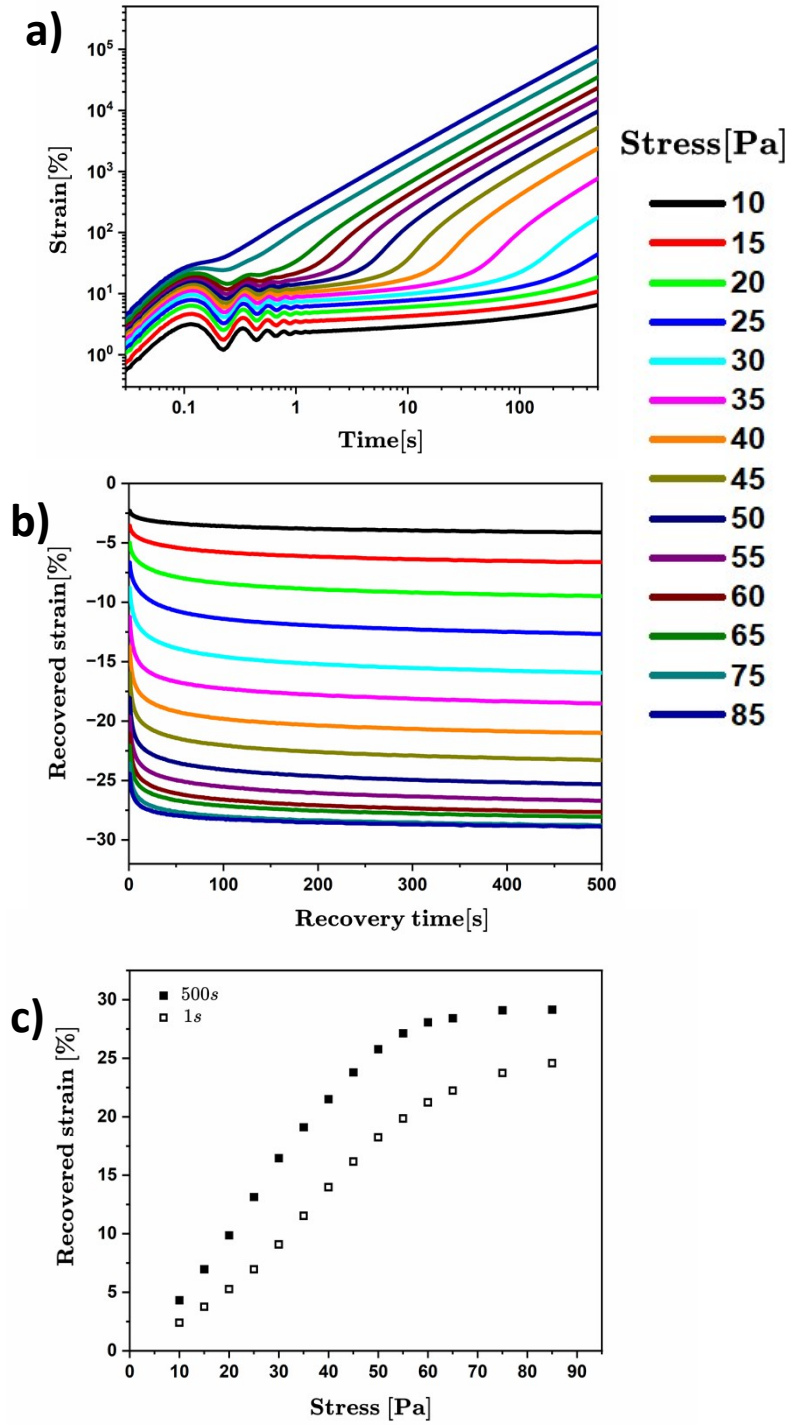 a)
10⁵
10⁴
10³
10²
10¹
10⁰
Strain[%]
0.1 1 10 100
Time[s]
Stress[Pa]
10
15
20
25
30
35
40
45
50
55
60
65
75
85
b)
0
−5
−10
−15
−20
−25
−30
Recovered strain[%]
0 100 200 300 400 500
Recovery time[s]
c)
500s
1s
30
25
20
15
10
5
0
Recovered strain [%]
0 10 20 30 40 50 60 70 80 90
Stress [Pa]